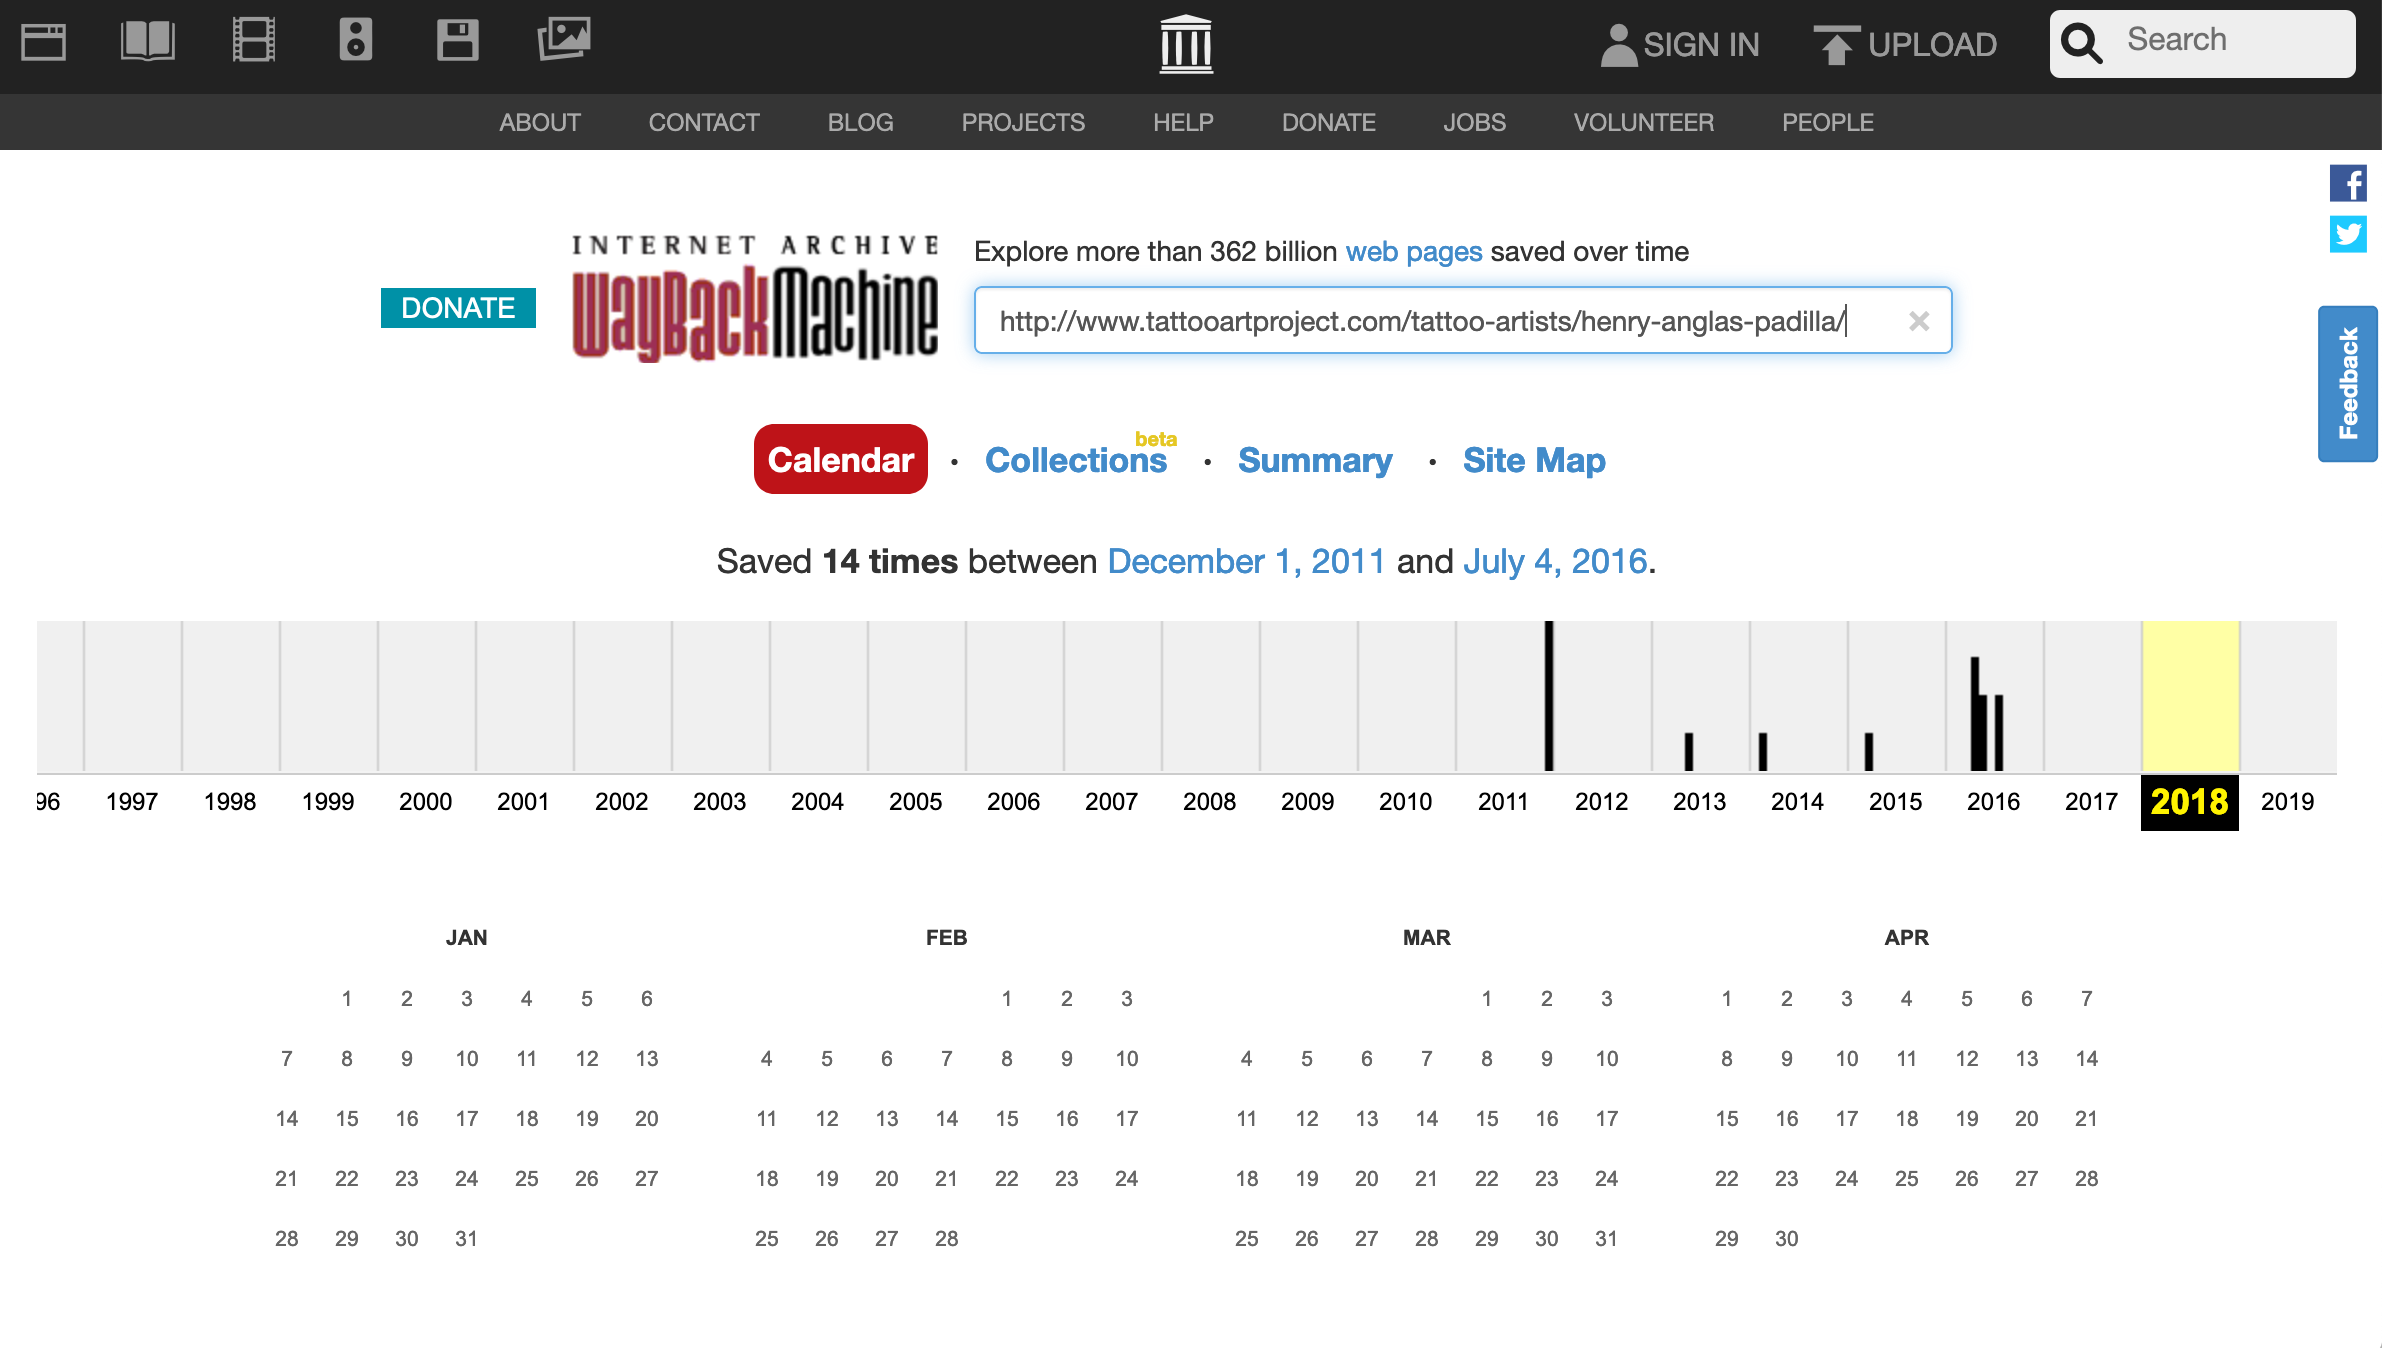 SIGN IN UPLOAD Search
ABOUT CONTACT BLOG PROJECTS HELP DONATE JOBS VOLUNTEER PEOPLE
DONATE
INTERNET ARCHIVE
WayBackMachine
Explore more than 362 billion web pages saved over time
http://www.tattooartproject.com/tattoo-artists/henry-anglas-padilla/
Feedback
Calendar · Collections beta · Summary · Site Map
Saved 14 times between December 1, 2011 and July 4, 2016.
96 1997 1998 1999 2000 2001 2002 2003 2004 2005 2006 2007 2008 2009 2010 2011 2012 2013 2014 2015 2016 2017 2018 2019
JAN
1 2 3 4 5 6
7 8 9 10 11 12 13
14 15 16 17 18 19 20
21 22 23 24 25 26 27
28 29 30 31
FEB
1 2 3
4 5 6 7 8 9 10
11 12 13 14 15 16 17
18 19 20 21 22 23 24
25 26 27 28
MAR
1 2 3
4 5 6 7 8 9 10
11 12 13 14 15 16 17
18 19 20 21 22 23 24
25 26 27 28 29 30 31
APR
1 2 3 4 5 6 7
8 9 10 11 12 13 14
15 16 17 18 19 20 21
22 23 24 25 26 27 28
29 30